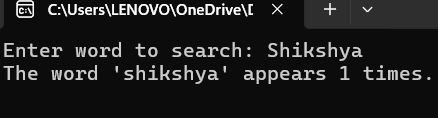 C:\Users\LENOVO\OneDrive\[
Enter word to search: Shikshya
The word 'shikshya' appears 1 times.